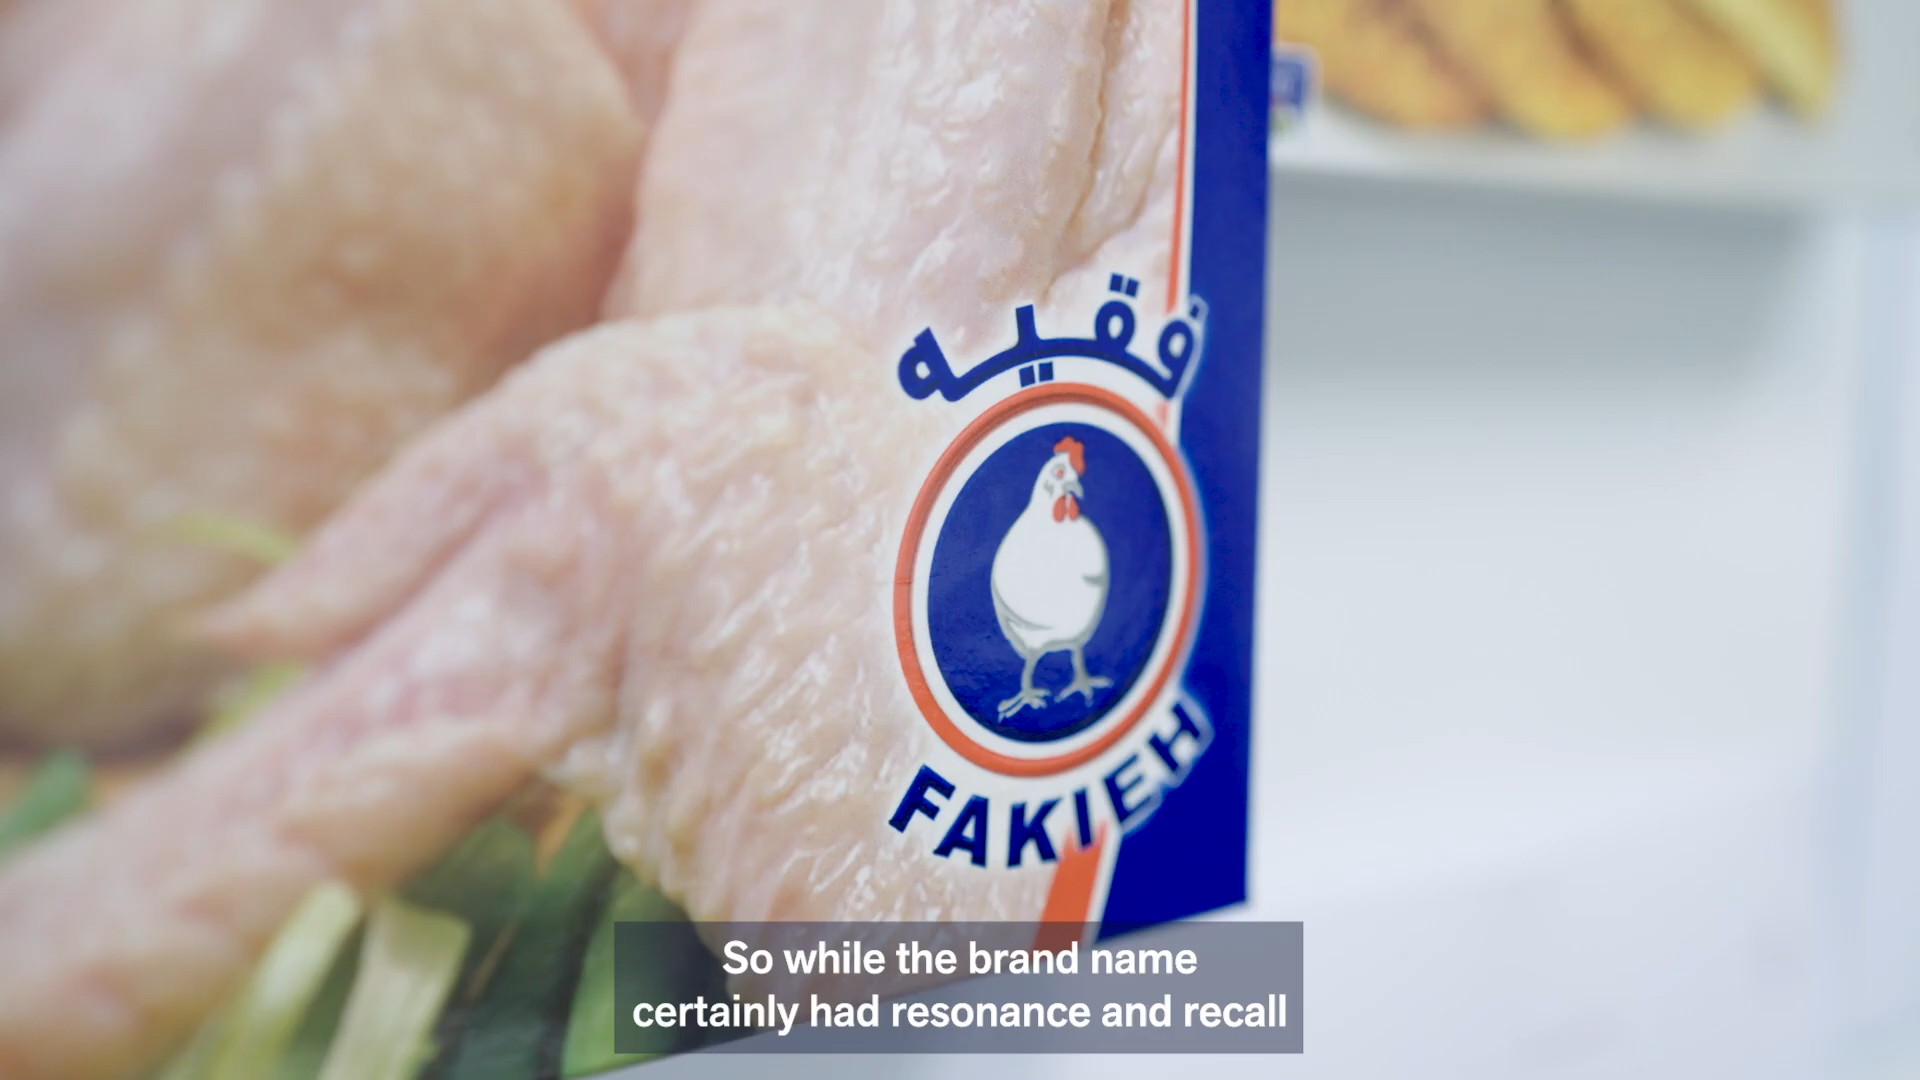 فقيه
FAKIEH
So while the brand name
certainly had resonance and recall